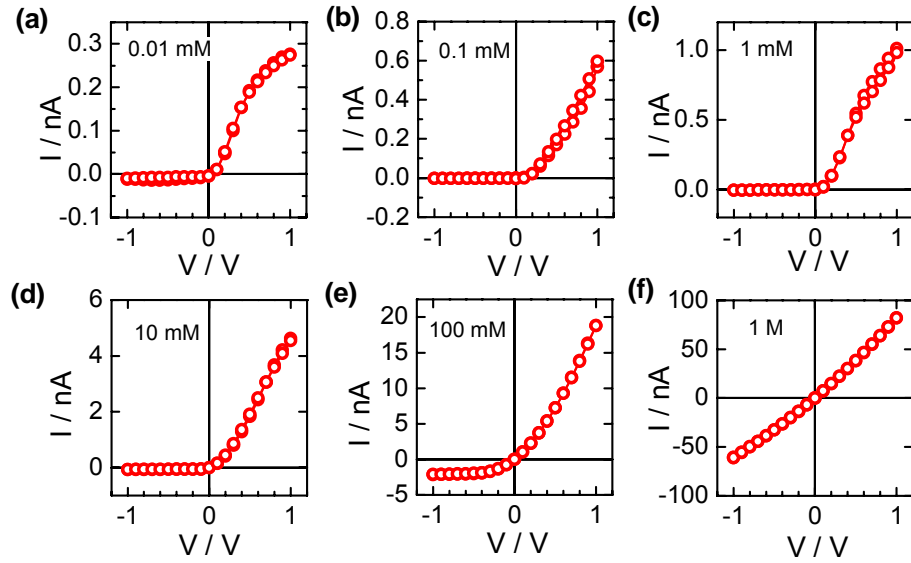 (a)
0.01 mM
I / nA
0.3
0.2
0.1
0.0
-0.1
-1
0
1
V / V
(b)
0.1 mM
I / nA
0.8
0.6
0.4
0.2
0.0
-0.2
-1
0
1
V / V
(c)
1 mM
I / nA
1.0
0.5
0.0
-1
0
1
V / V
(d)
10 mM
I / nA
6
4
2
0
-1
0
1
V / V
(e)
100 mM
I / nA
20
15
10
5
0
-5
-1
0
1
V / V
(f)
1 M
I / nA
100
50
0
-50
-100
-1
0
1
V / V